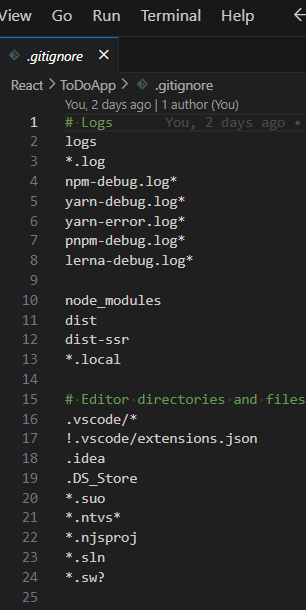 View Go Run Terminal Help
.gitignore
React > ToDoApp > .gitignore
You, 2 days ago | 1 author (You)
1 # Logs You, 2 days ago •
2 logs
3 *.log
4 npm-debug.log*
5 yarn-debug.log*
6 yarn-error.log*
7 pnpm-debug.log*
8 lerna-debug.log*
9
10 node_modules
11 dist
12 dist-ssr
13 *.local
14
15 # Editor directories and files
16 .vscode/*
17 !.vscode/extensions.json
18 .idea
19 .DS_Store
20 *.suo
21 *.ntvs*
22 *.njsproj
23 *.sln
24 *.sw?
25